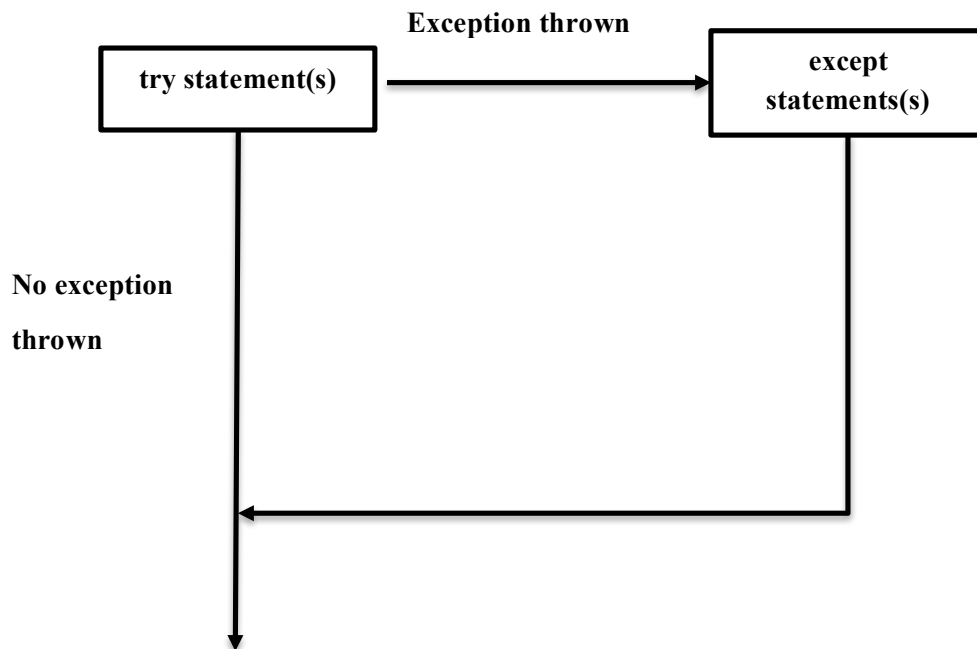 Exception thrown
try statement(s)
except
statements(s)
No exception
thrown